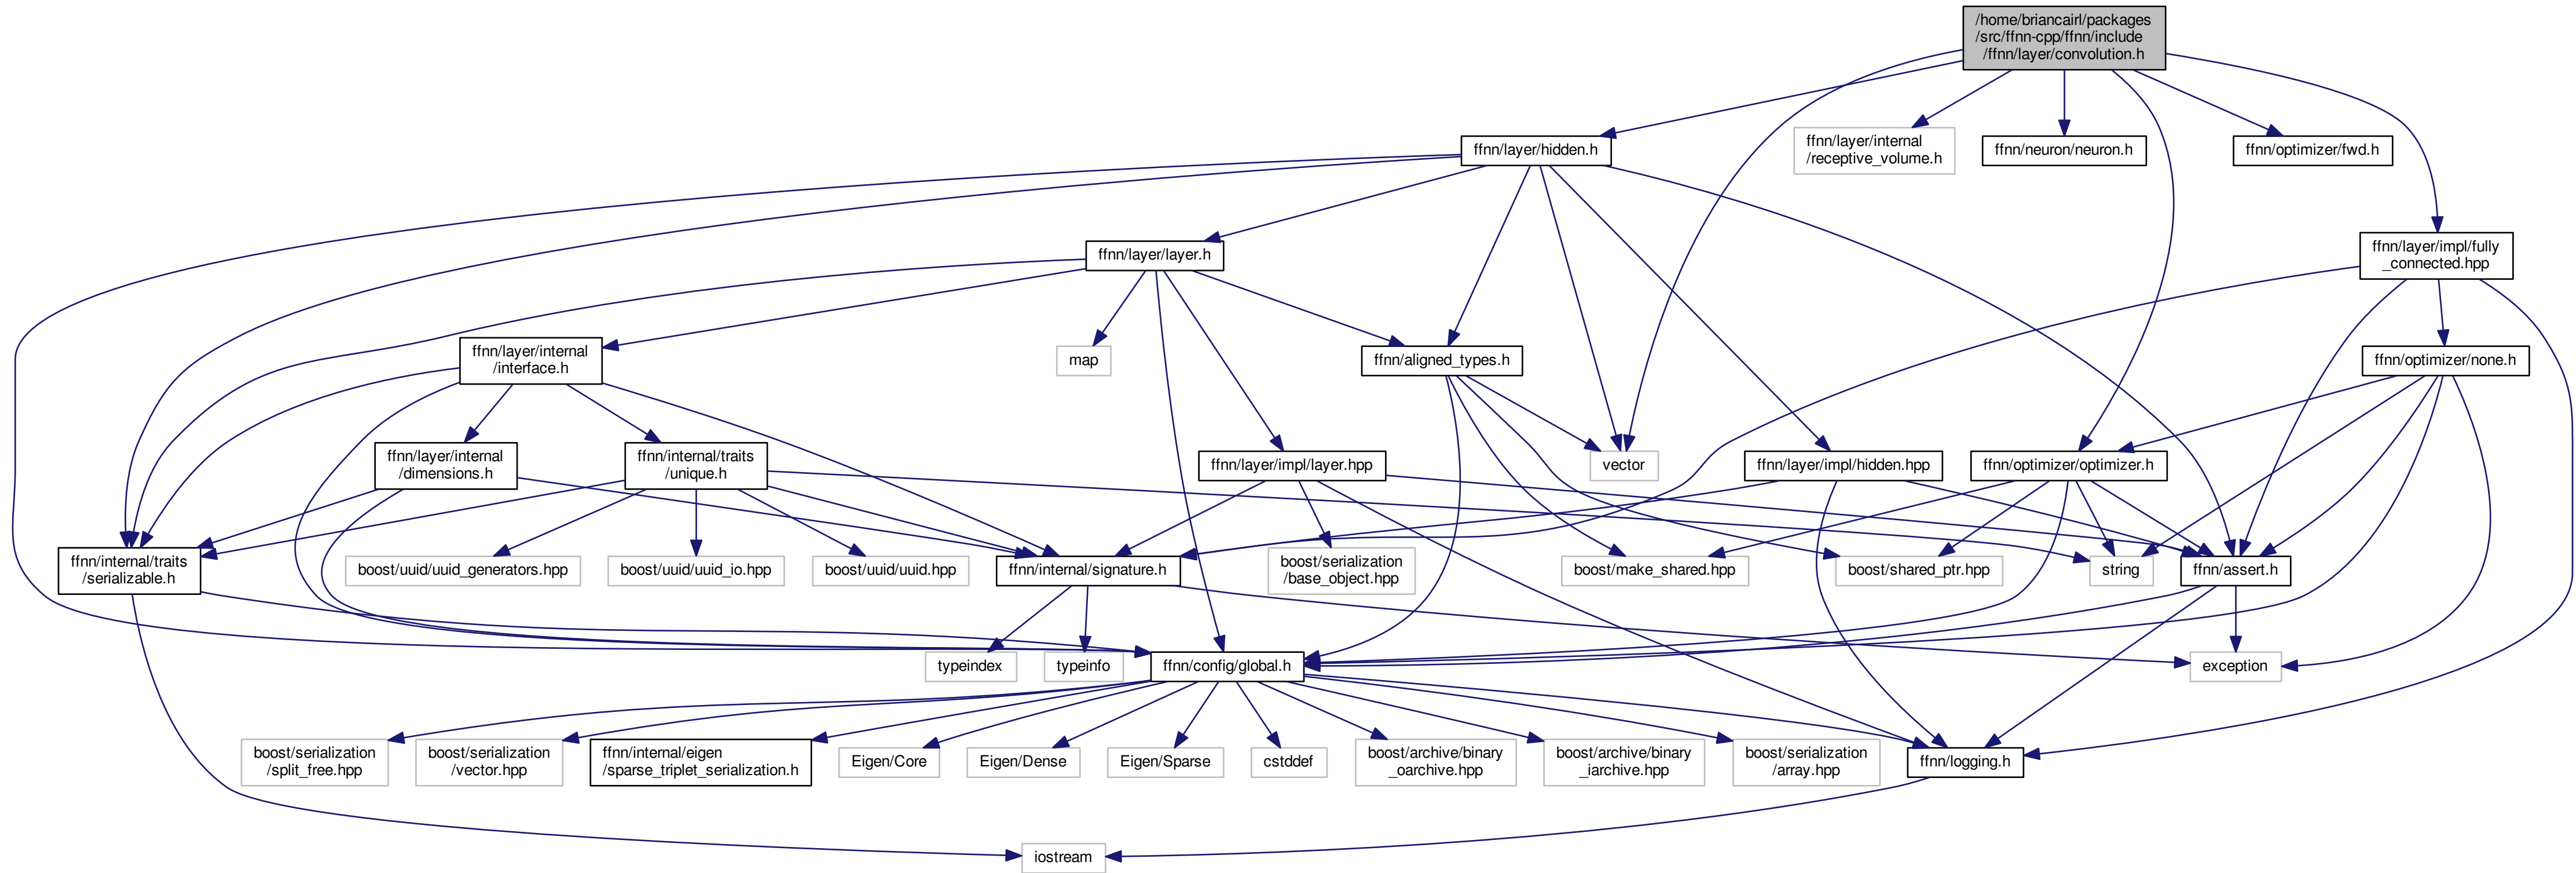 /home/briancairl/packages
/src/ffnn-cpp/ffnn/include
/ffnn/layer/convolution.h
ffnn/layer/hidden.h
ffnn/layer/internal
/receptive_volume.h
ffnn/neuron/neuron.h
ffnn/optimizer/fwd.h
ffnn/layer/layer.h
ffnn/layer/impl/fully
_connected.hpp
ffnn/layer/internal
/interface.h
map
ffnn/aligned_types.h
ffnn/optimizer/none.h
ffnn/layer/internal
/dimensions.h
ffnn/internal/traits
/unique.h
ffnn/layer/impl/layer.hpp
vector
ffnn/layer/impl/hidden.hpp
ffnn/optimizer/optimizer.h
ffnn/internal/traits
/serializable.h
boost/uuid/uuid_generators.hpp
boost/uuid/uuid_io.hpp
boost/uuid/uuid.hpp
ffnn/internal/signature.h
boost/serialization
/base_object.hpp
boost/make_shared.hpp
boost/shared_ptr.hpp
string
ffnn/assert.h
typeindex
typeinfo
ffnn/config/global.h
exception
boost/serialization
/split_free.hpp
boost/serialization
/vector.hpp
ffnn/internal/eigen
/sparse_triplet_serialization.h
Eigen/Core
Eigen/Dense
Eigen/Sparse
cstddef
boost/archive/binary
_oarchive.hpp
boost/archive/binary
_iarchive.hpp
boost/serialization
/array.hpp
ffnn/logging.h
iostream